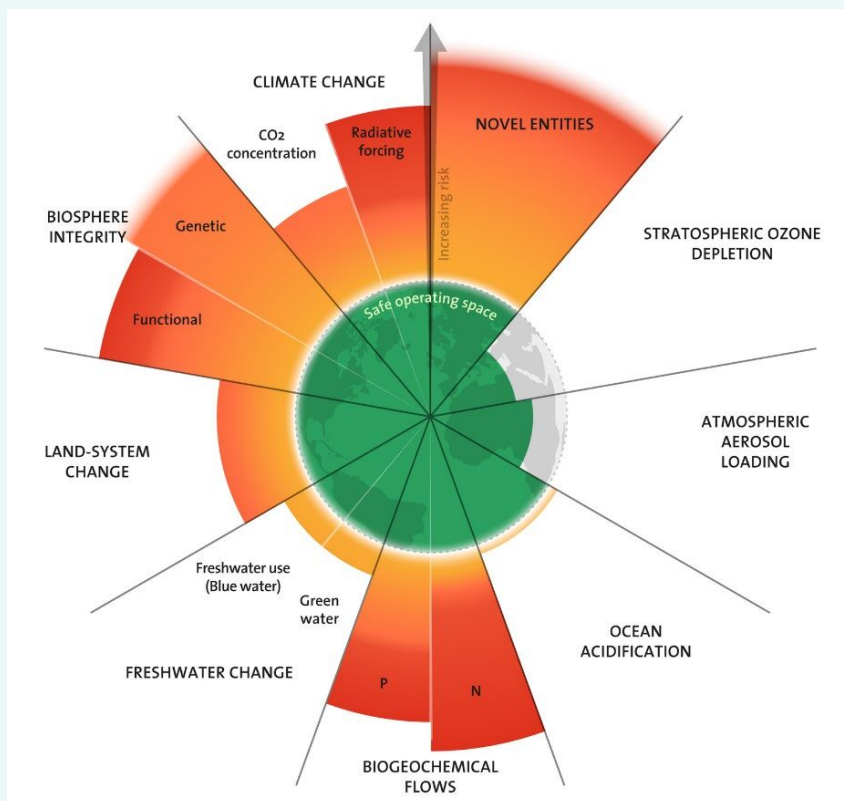 CLIMATE CHANGE
CO2
concentration
Radiative
forcing
NOVEL ENTITIES
Increasing risk
BIOSPHERE
INTEGRITY
Genetic
Functional
STRATOSPHERIC OZONE
DEPLETION
Safe operating space
LAND-SYSTEM
CHANGE
ATMOSPHERIC
AEROSOL
LOADING
Freshwater use
(Blue water)
Green
water
FRESHWATER CHANGE
OCEAN
ACIDIFICATION
P
N
BIOGEOCHEMICAL
FLOWS